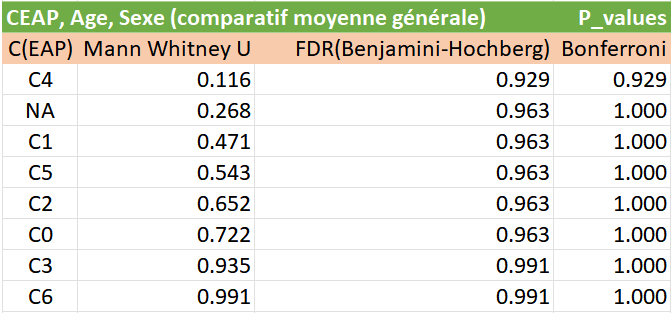 CEAP, Age, Sexe (comparatif moyenne générale) P_values
C(EAP) Mann Whitney U FDR(Benjamini-Hochberg) Bonferroni
C4 0.116 0.929 0.929
NA 0.268 0.963 1.000
C1 0.471 0.963 1.000
C5 0.543 0.963 1.000
C2 0.652 0.963 1.000
C0 0.722 0.963 1.000
C3 0.935 0.991 1.000
C6 0.991 0.991 1.000